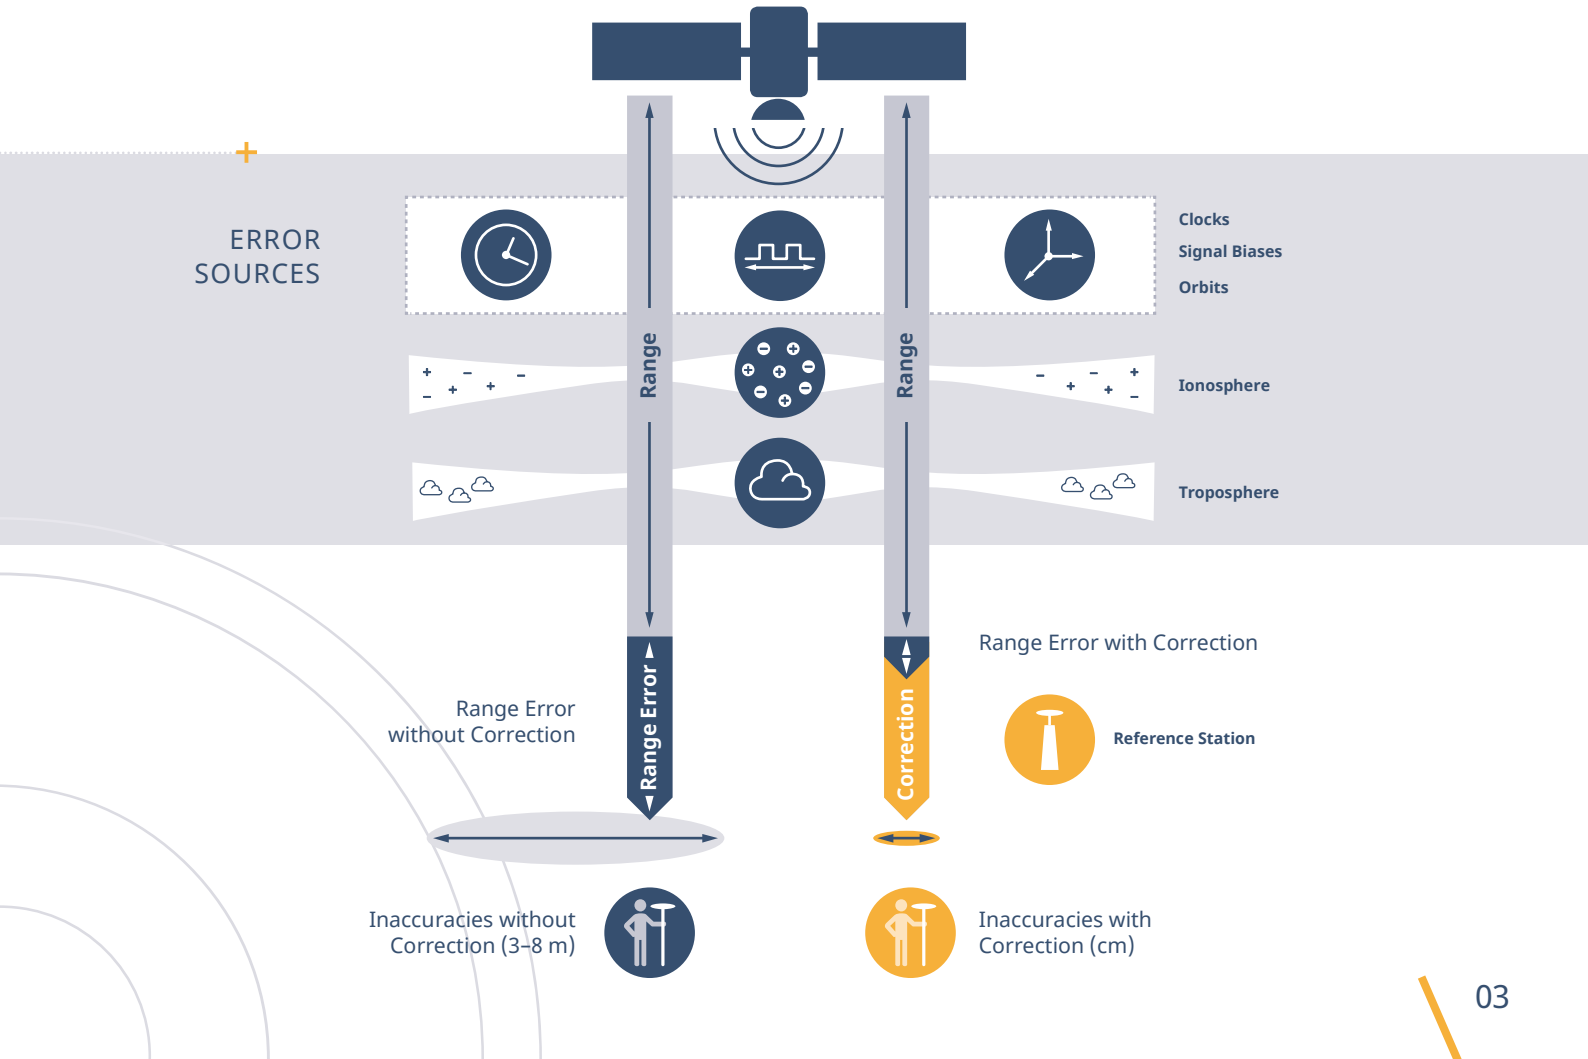 ERROR
SOURCES
Clocks
Signal Biases
Orbits
Range
Range
Ionosphere
Troposphere
Range Error with Correction
Range Error
without Correction
Range Error
Correction
Reference Station
Inaccuracies without
Correction (3–8 m)
Inaccuracies with
Correction (cm)
03